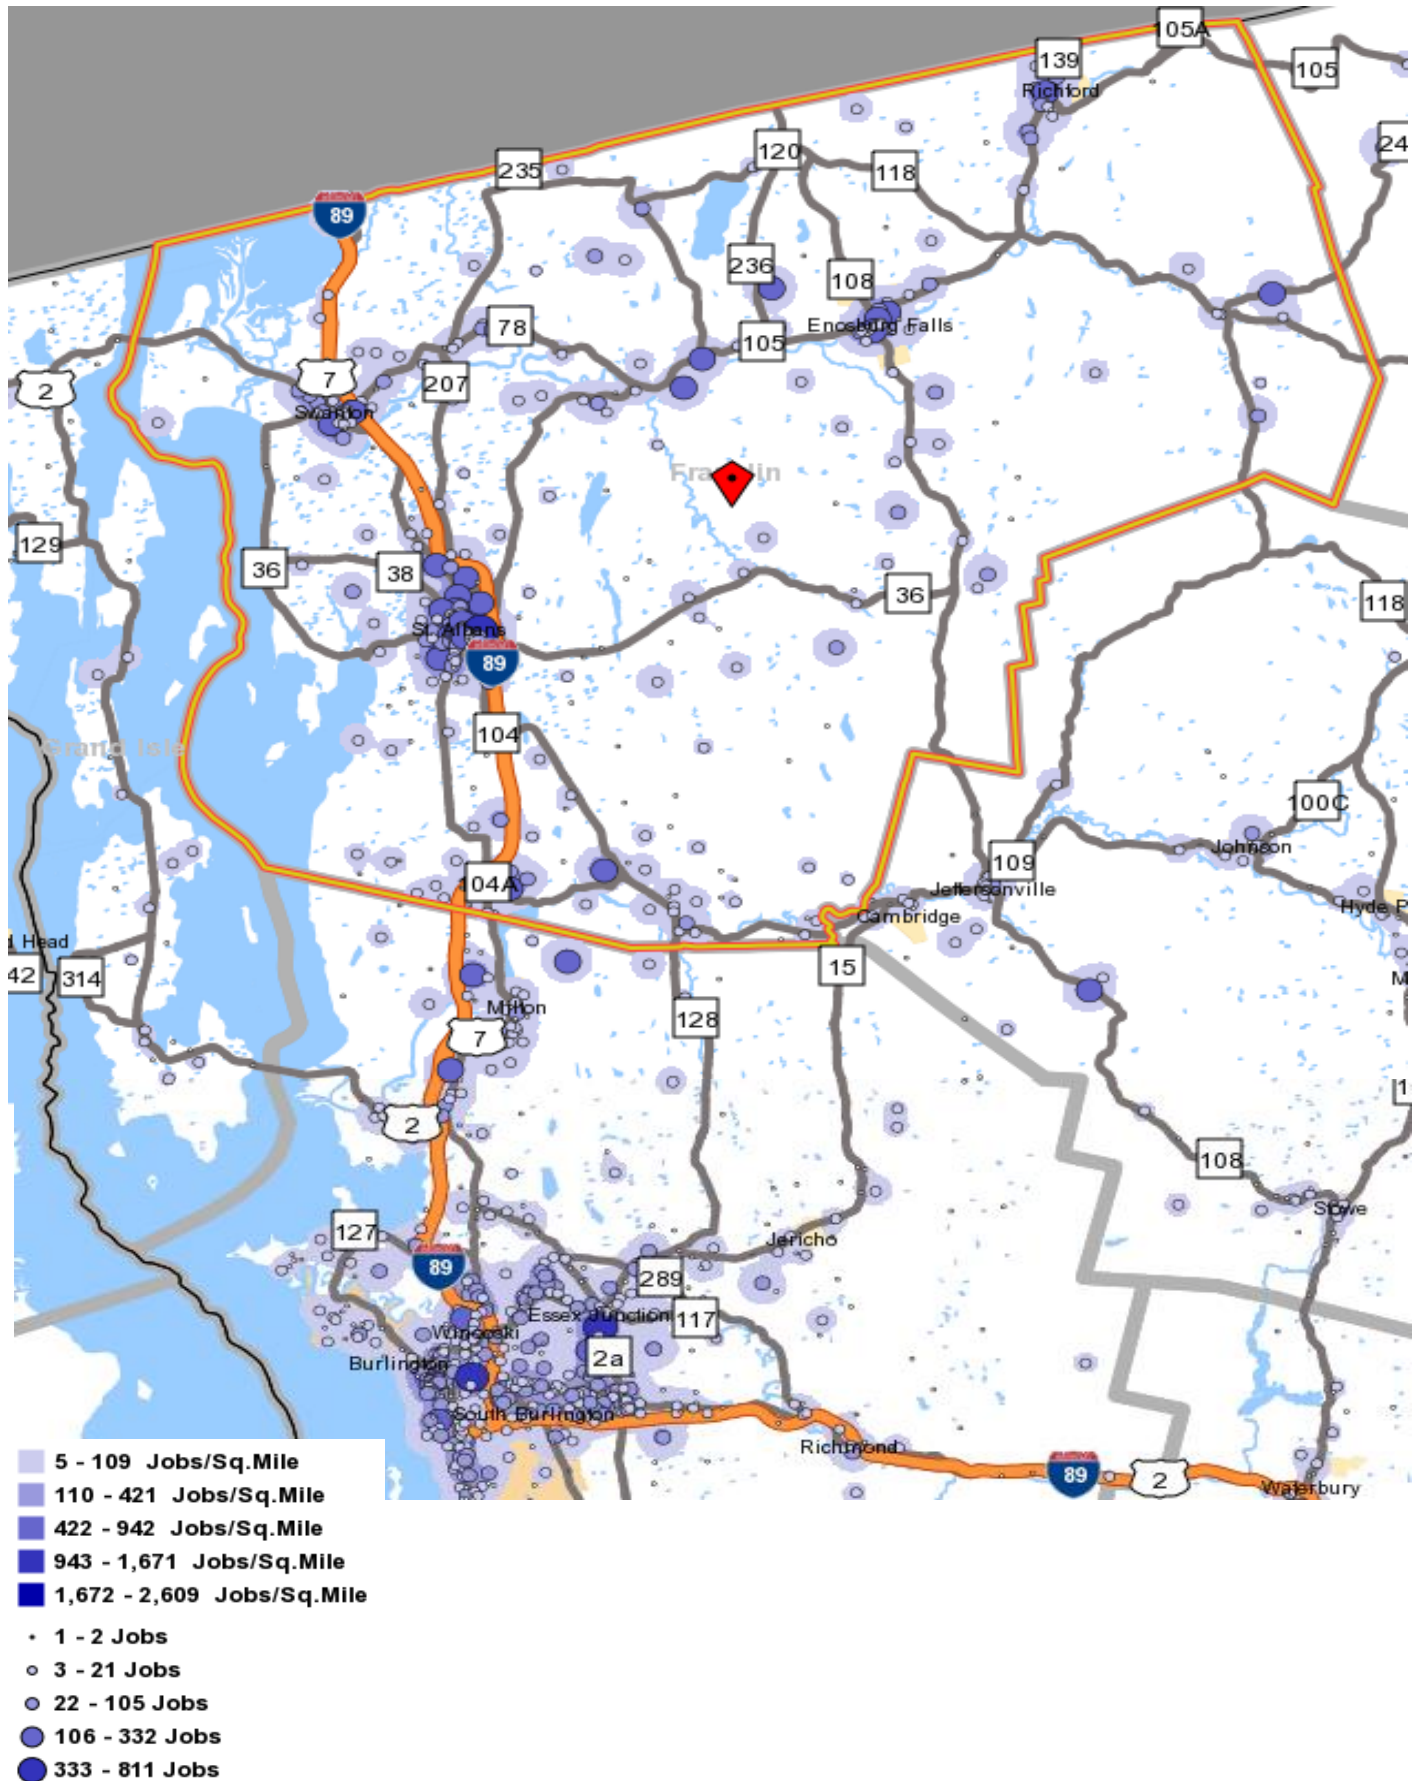 105A
139
105
Richford
24
120
235
118
89
236
108
78
Enosburg Falls
105
7
207
2
Swanton
Franklin
129
36
38
36
118
St. Albans
89
104
Grand Isle
100C
Johnson
109
104A
Jeffersonville
Hyde P
Cambridge
d Head
42
314
15
M
Milton
128
7
1
2
108
Stowe
127
Jericho
89
289
Essex Junction
117
Winooski
2a
Burlington
South Burlington
Richmond
89
2
Waterbury
5 - 109 Jobs/Sq.Mile
110 - 421 Jobs/Sq.Mile
422 - 942 Jobs/Sq.Mile
943 - 1,671 Jobs/Sq.Mile
1,672 - 2,609 Jobs/Sq.Mile
1 - 2 Jobs
3 - 21 Jobs
22 - 105 Jobs
106 - 332 Jobs
333 - 811 Jobs